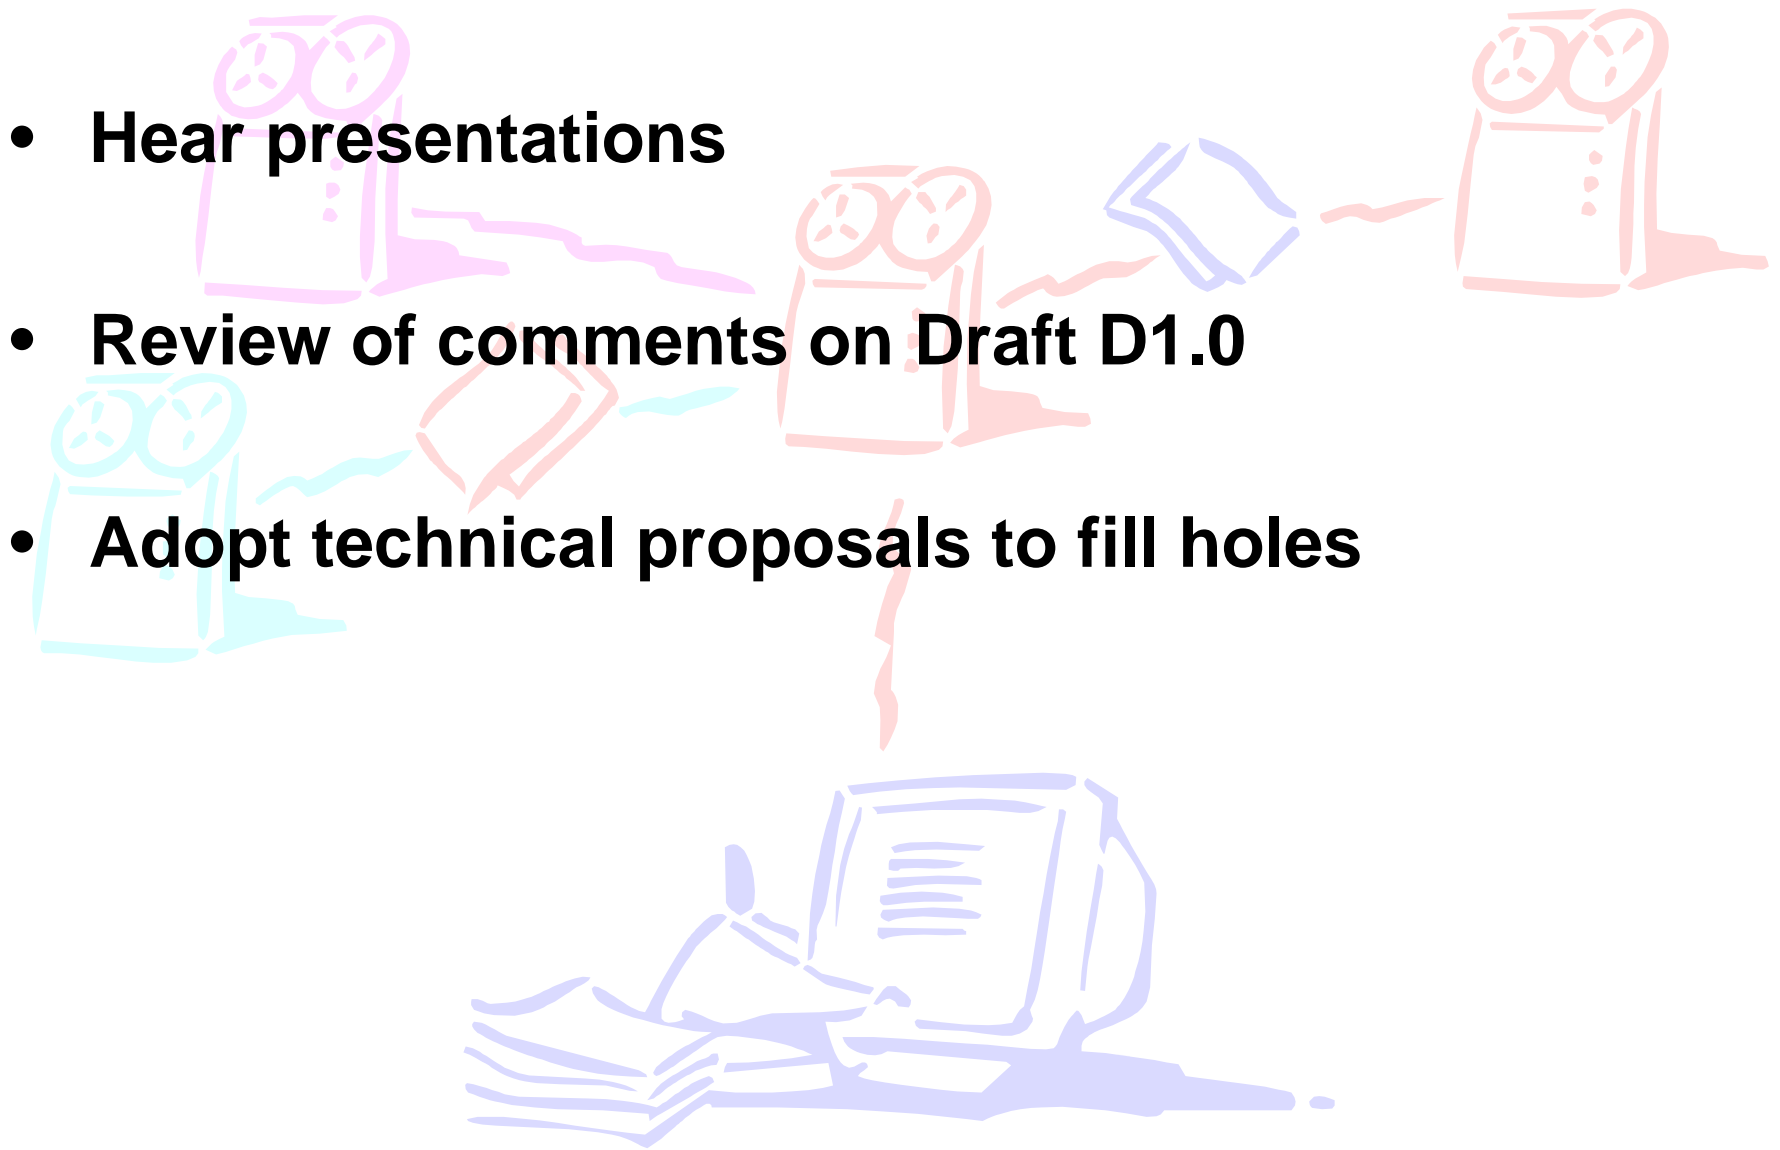 • Hear presentations
• Review of comments on Draft D1.0
• Adopt technical proposals to fill holes